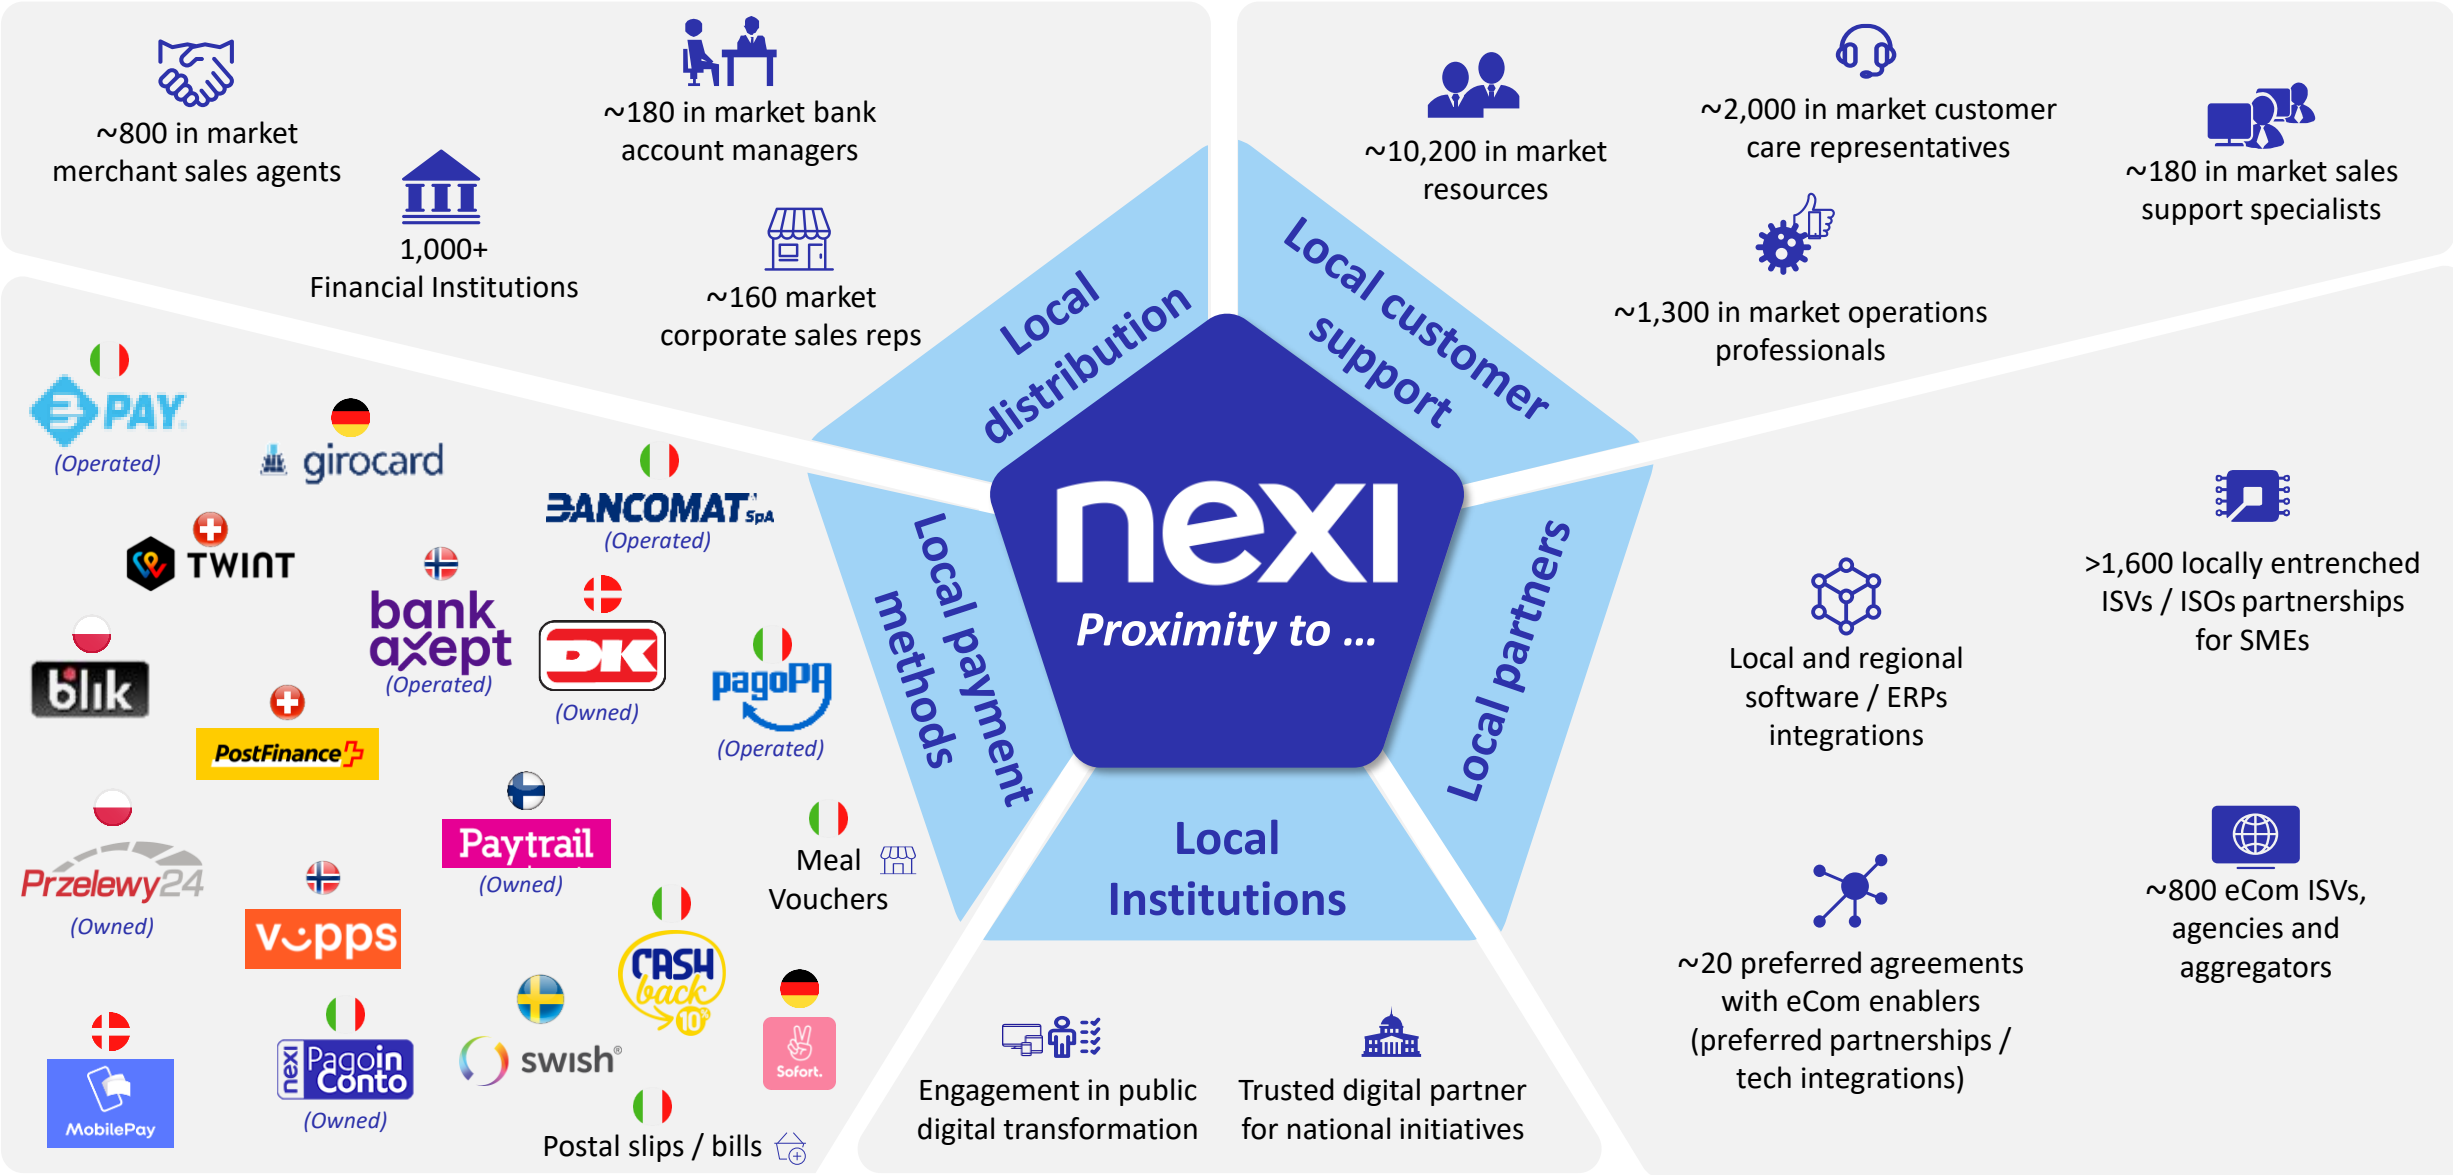 ~800 in market
merchant sales agents
1,000+
Financial Institutions
~180 in market bank
account managers
~160 market
corporate sales reps
Local
distribution
~10,200 in market
resources
~2,000 in market customer
care representatives
~180 in market sales
support specialists
~1,300 in market operations
professionals
Local customer
support
nexi
Proximity to ...
PAY
(Operated)
girocard
BANCOMAT SpA
(Operated)
TWINT
bank
axept
(Operated)
DK
(Owned)
pagoPA
(Operated)
blik
PostFinance
Przelewy24
(Owned)
Paytrail
(Owned)
Meal
Vouchers
vipps
CASH
back
10%
MobilePay
nexi
Pagoin
Conto
(Owned)
swish®
Sofort.
Postal slips / bills
Local payment
methods
Local
Institutions
Engagement in public
digital transformation
Trusted digital partner
for national initiatives
Local partners
Local and regional
software / ERPs
integrations
>1,600 locally entrenched
ISVs / ISOs partnerships
for SMEs
~20 preferred agreements
with eCom enablers
(preferred partnerships /
tech integrations)
~800 eCom ISVs,
agencies and
aggregators